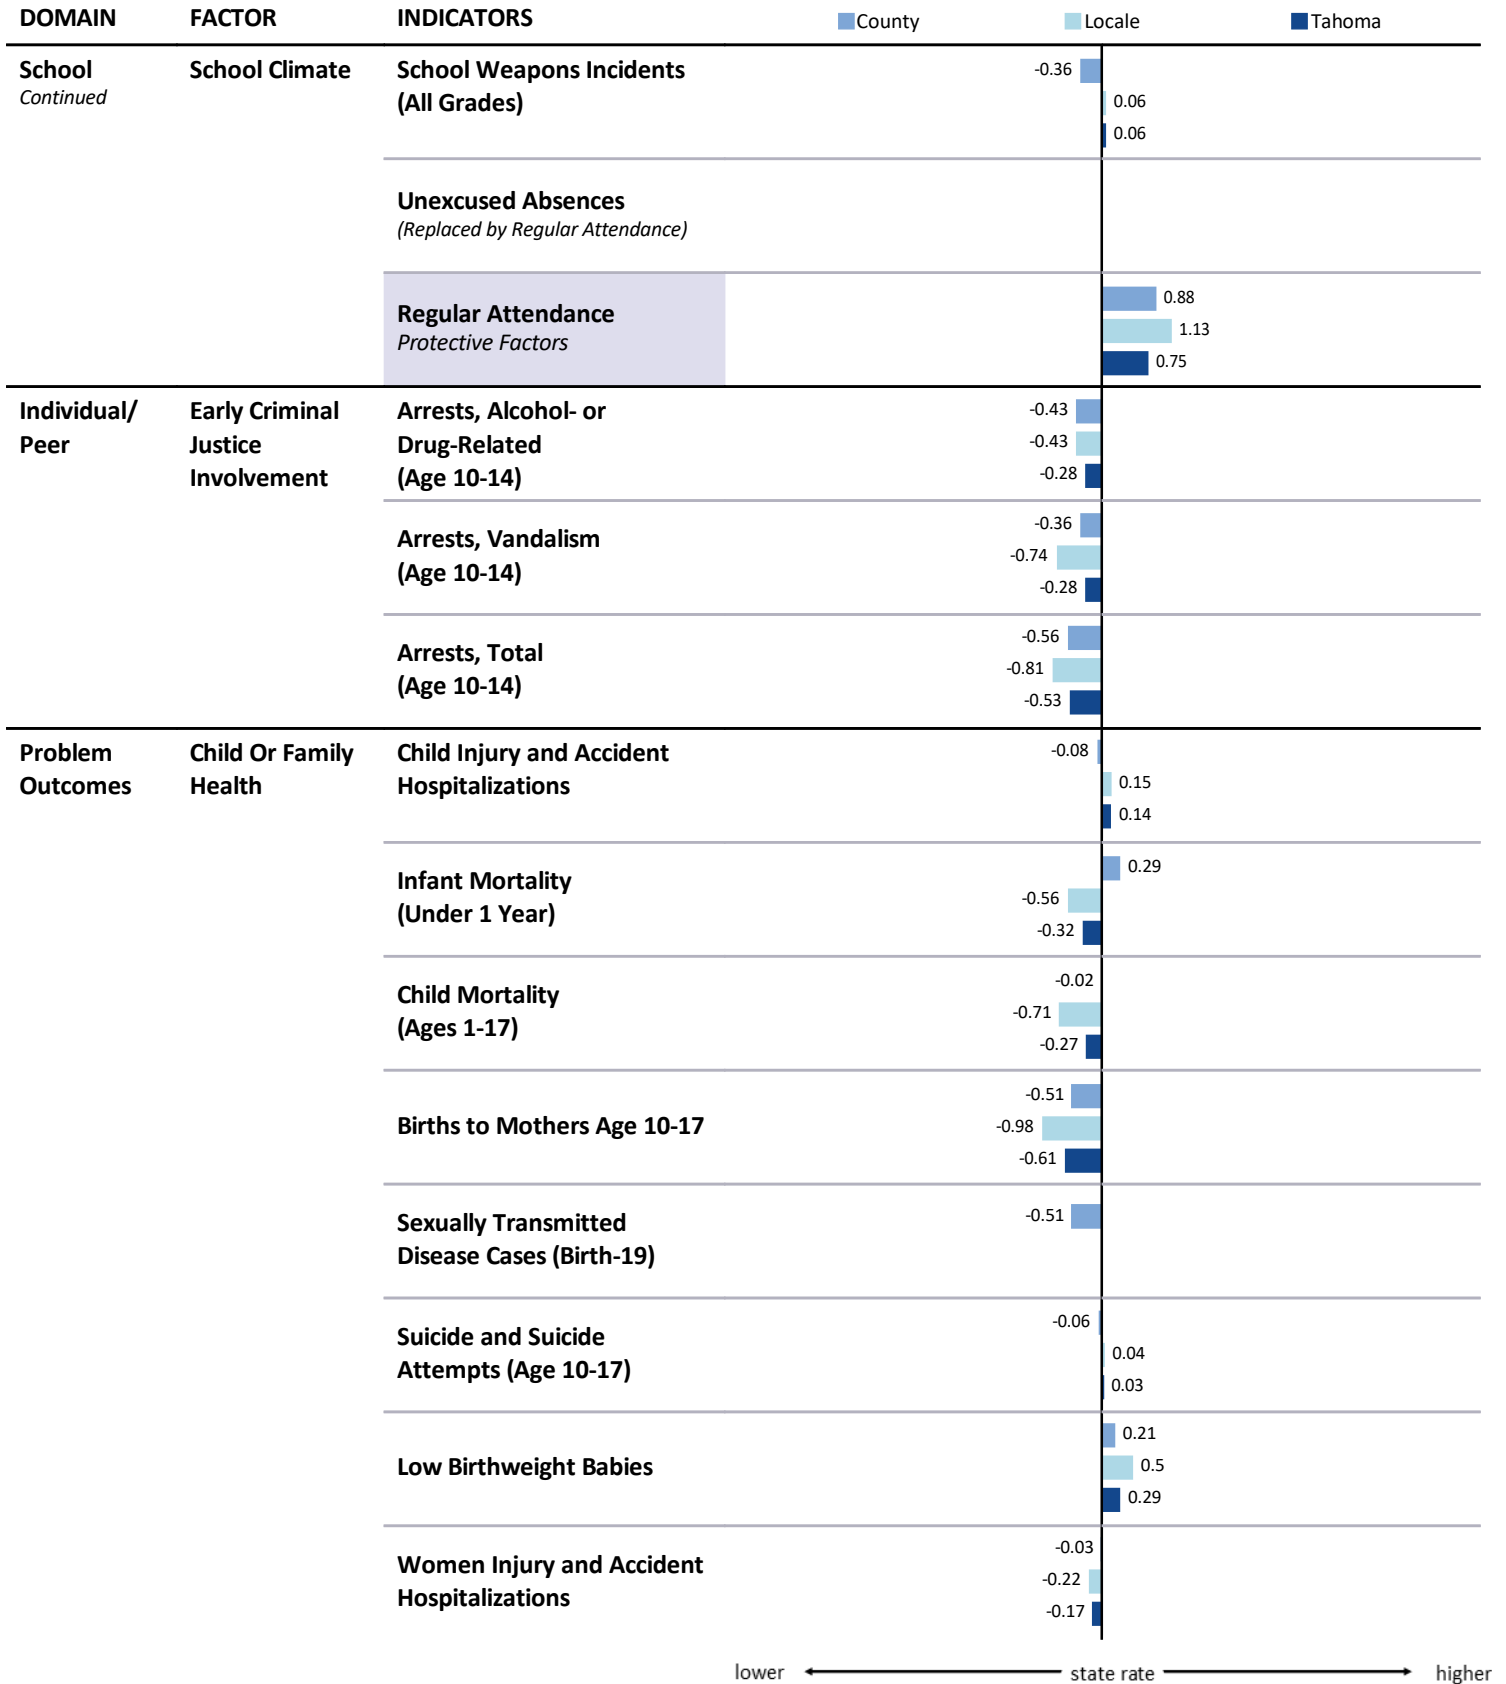 DOMAIN FACTOR INDICATORS County Locale Tahoma
School School Climate School Weapons Incidents
Continued
(All Grades)
-0.36
0.06
0.06
Unexcused Absences
(Replaced by Regular Attendance)
Regular Attendance
Protective Factors
0.88
1.13
0.75
Individual/ Early Criminal Arrests, Alcohol- or
Peer Justice Drug-Related
Involvement (Age 10-14)
-0.43
-0.43
-0.28
Arrests, Vandalism
(Age 10-14)
-0.36
-0.74
-0.28
Arrests, Total
(Age 10-14)
-0.56
-0.81
-0.53
Problem Child Or Family Child Injury and Accident
Outcomes Health Hospitalizations
-0.08
0.15
0.14
Infant Mortality
(Under 1 Year)
0.29
-0.56
-0.32
Child Mortality
(Ages 1-17)
-0.02
-0.71
-0.27
Births to Mothers Age 10-17
-0.51
-0.98
-0.61
Sexually Transmitted
Disease Cases (Birth-19)
-0.51
Suicide and Suicide
Attempts (Age 10-17)
-0.06
0.04
0.03
Low Birthweight Babies
0.21
0.5
0.29
Women Injury and Accident
Hospitalizations
-0.03
-0.22
-0.17
lower state rate higher